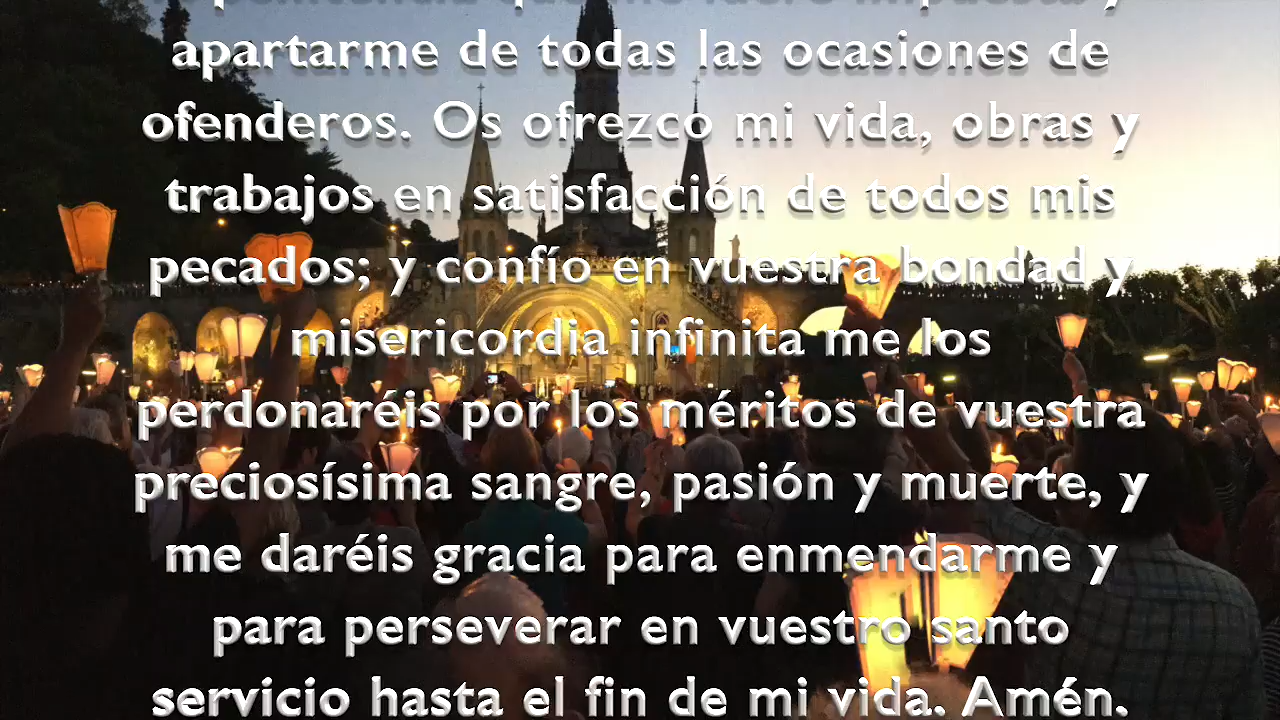 apartarme de todas las ocasiones de
ofenderos. Os ofrezco mi vida, obras y
trabajos en satisfacción de todos mis
pecados; y confío en vuestra bondad y
misericordia infinita me los
perdonaréis por los méritos de vuestra
preciosísima sangre, pasión y muerte, y
me daréis gracia para enmendarme y
para perseverar en vuestro santo
servicio hasta el fin de mi vida. Amén.